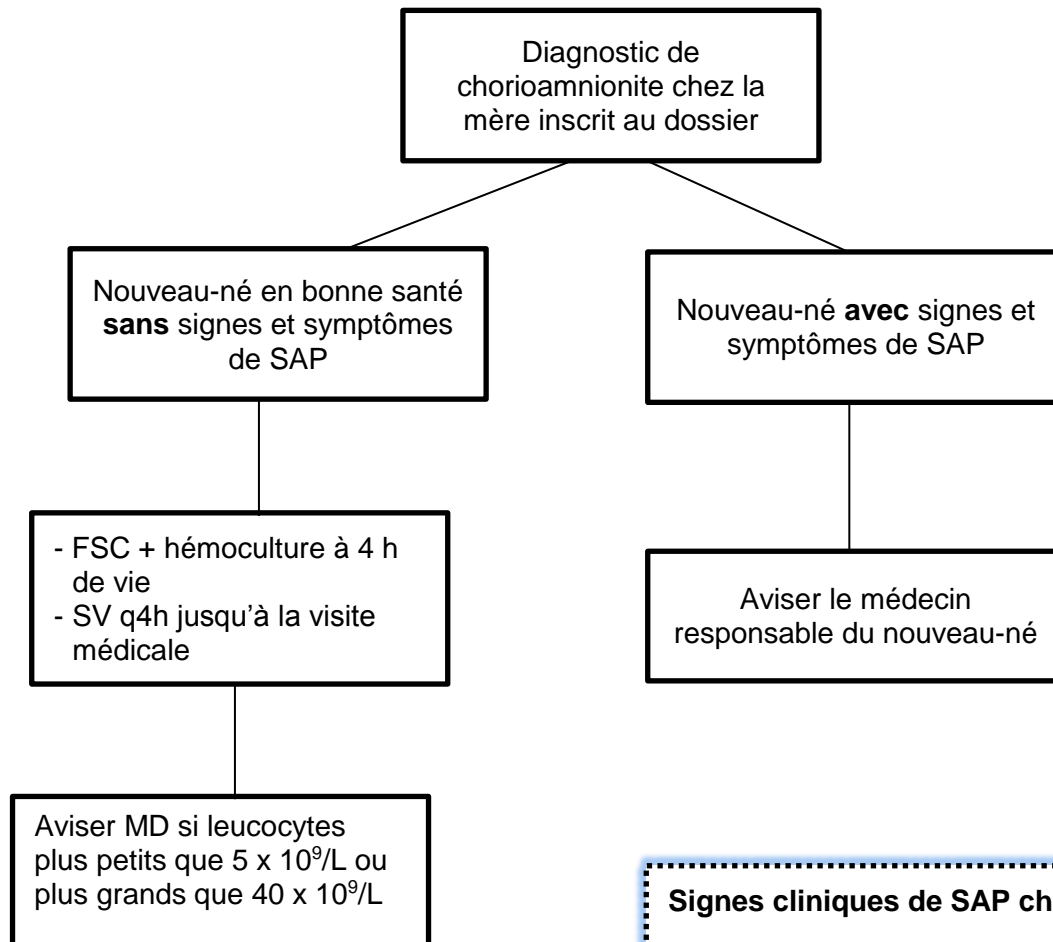 Diagnostic de
chorioamnionite chez la
mère inscrit au dossier
Nouveau-né en bonne santé
sans signes et symptômes
de SAP
Nouveau-né avec signes et
symptômes de SAP
- FSC + hémoculture à 4 h
de vie
- SV q4h jusqu’à la visite
médicale
Aviser le médecin
responsable du nouveau-né
Aviser MD si leucocytes
plus petits que 5 x 10⁹/L ou
plus grands que 40 x 10⁹/L
Signes cliniques de SAP ch